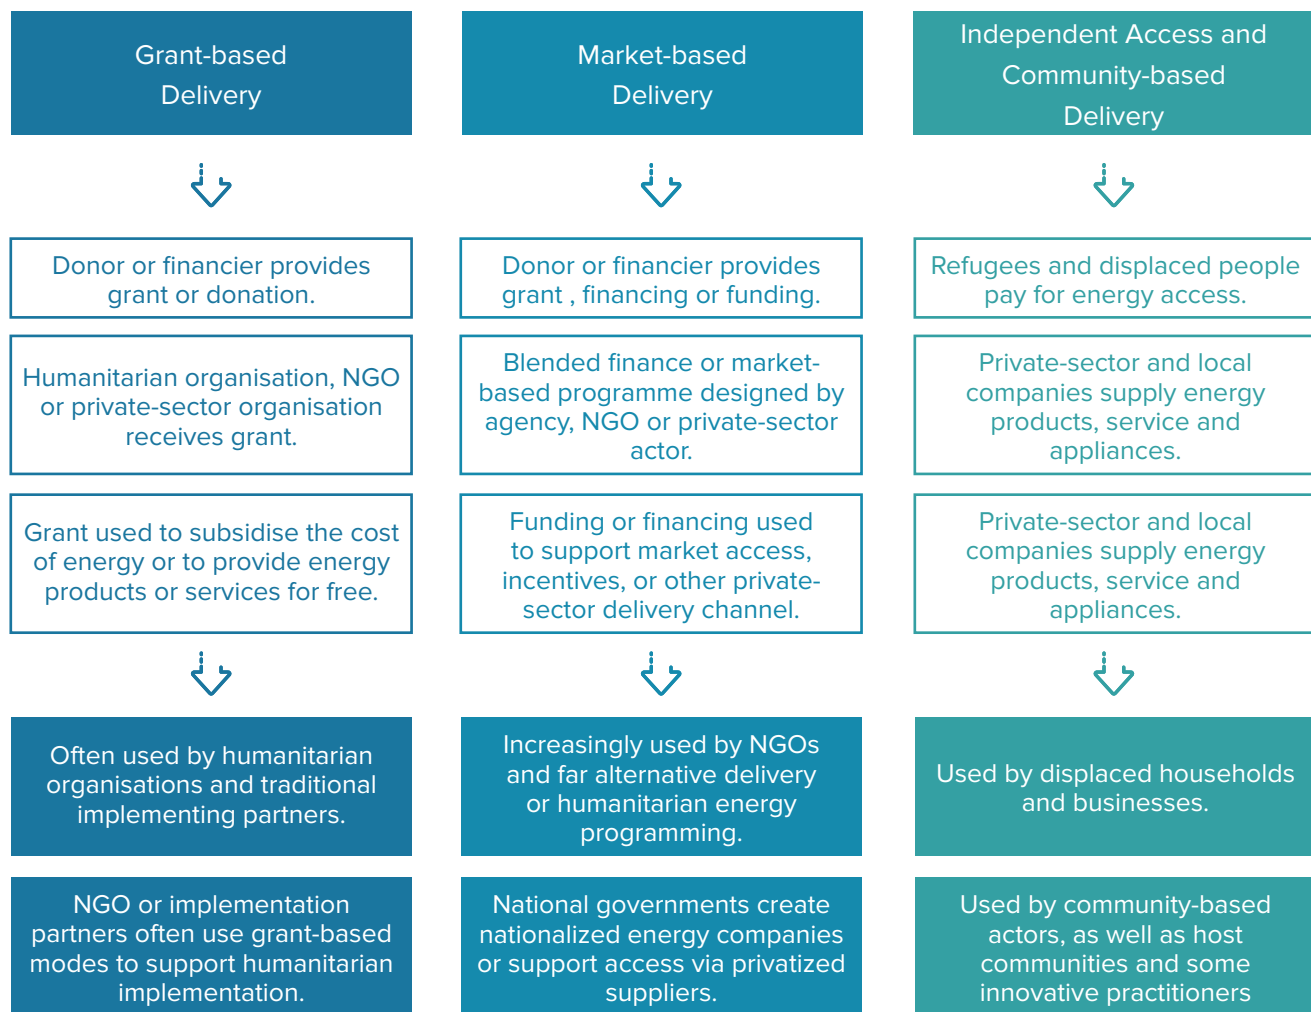 Grant-based
Delivery
Donor or financier provides
grant or donation.
Humanitarian organisation, NGO
or private-sector organisation
receives grant.
Grant used to subsidise the cost
of energy or to provide energy
products or services for free.
Often used by humanitarian
organisations and traditional
implementing partners.
NGO or implementation
partners often use grant-based
modes to support humanitarian
implementation.
Market-based
Delivery
Donor or financier provides
grant , financing or funding.
Blended finance or market-
based programme designed by
agency, NGO or private-sector
actor.
Funding or financing used
to support market access,
incentives, or other private-
sector delivery channel.
Increasingly used by NGOs
and far alternative delivery
or humanitarian energy
programming.
National governments create
nationalized energy companies
or support access via privatized
suppliers.
Independent Access and
Community-based
Delivery
Refugees and displaced people
pay for energy access.
Private-sector and local
companies supply energy
products, service and
appliances.
Private-sector and local
companies supply energy
products, service and
appliances.
Used by displaced households
and businesses.
Used by community-based
actors, as well as host
communities and some
innovative practitioners